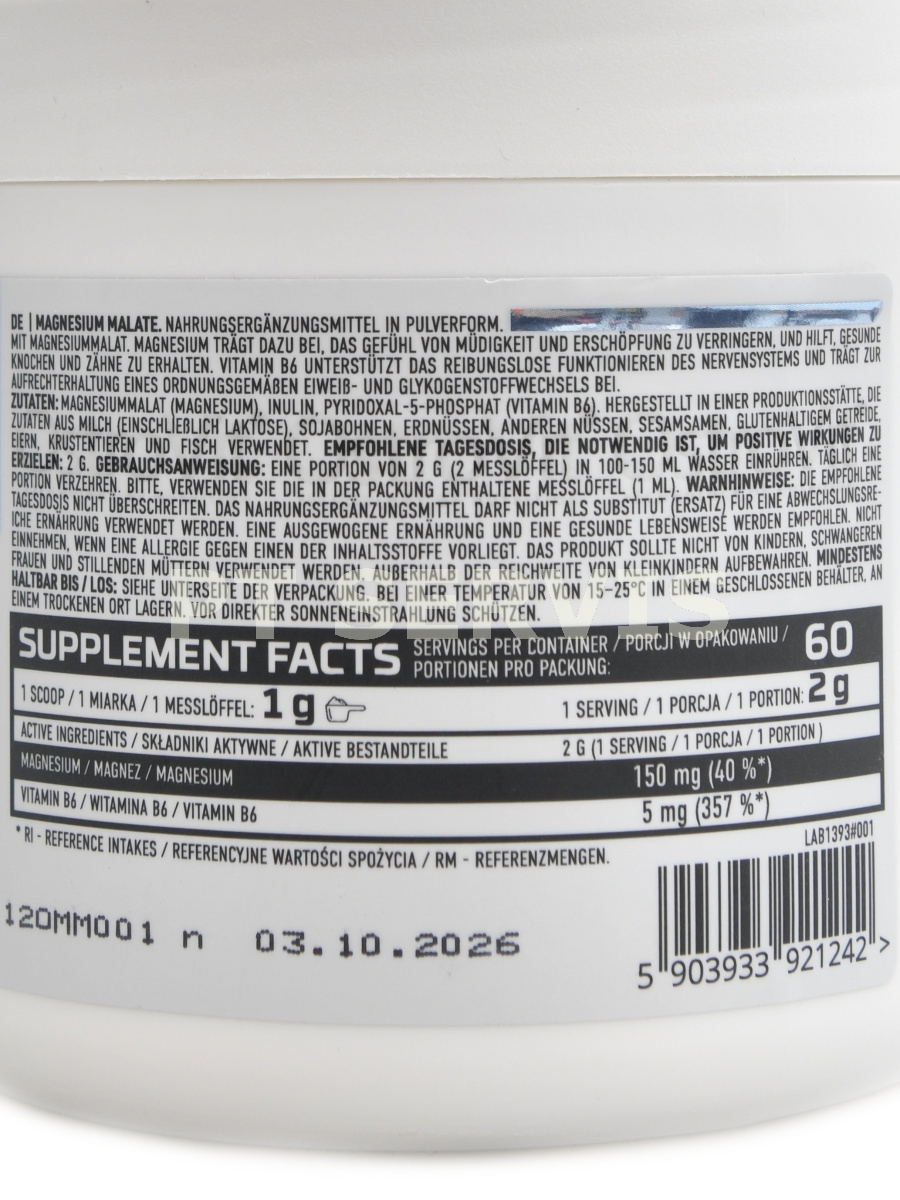 DE | MAGNESIUM MALATE. NAHRUNGSERGÄNZUNGSMITTEL IN PULVERFORM.
MIT MAGNESIUMMALAT. MAGNESIUM TRÄGT DAZU BEI, DAS GEFÜHL VON MÜDIGKEIT UND ERSCHÖPFUNG ZU VERRINGERN, UND HILFT, GESUNDE
KNOCHEN UND ZÄHNE ZU ERHALTEN. VITAMIN B6 UNTERSTÜTZT DAS REIBUNGSLOSE FUNKTIONIEREN DES NERVENSYSTEMS UND TRÄGT ZUR
AUFRECHTERHALTUNG EINES ORDNUNGSGEMÄßEN EIWEIß- UND GLYKOGENSTOFFWECHSELS BEI.
ZUTATEN: MAGNESIUMMALAT (MAGNESIUM), INULIN, PYRIDOXAL-5-PHOSPHAT (VITAMIN B6). HERGESTELLT IN EINER PRODUKTIONSSTÄTTE, DIE
ZUTATEN AUS MILCH (EINSCHLIEßLICH LAKTOSE), SOJABOHNEN, ERDNÜSSEN, ANDEREN NÜSSEN, SESAMSAMEN, GLUTENHALTIGEM GETREIDE,
EIERN, KRUSTENTIEREN UND FISCH VERWENDET. EMPFOHLENE TAGESDOSIS, DIE NOTWENDIG IST, UM POSITIVE WIRKUNGEN ZU
ERZIELEN: 2 G. GEBRAUCHSANWEISUNG: EINE PORTION VON 2 G (2 MESSLÖFFEL) IN 100-150 ML WASSER EINRÜHREN. TÄGLICH EINE
PORTION VERZEHREN. BITTE, VERWENDEN SIE DIE IN DER PACKUNG ENTHALTENE MESSLÖFFEL (1 ML). WARNHINWEISE: DIE EMPFOHLENE
TAGESDOSIS NICHT ÜBERSCHREITEN. DAS NAHRUNGSERGÄNZUNGSMITTEL DARF NICHT ALS SUBSTITUT (ERSATZ) FÜR EINE ABWECHSLUNGSRE-
ICHE ERNÄHRUNG VERWENDET WERDEN. EINE AUSGEWOGENE ERNÄHRUNG UND EINE GESUNDE LEBENSWEISE WERDEN EMPFOHLEN. NICHT
EINNEHMEN, WENN EINE ALLERGIE GEGEN EINEN DER INHALTSSTOFFE VORLIEGT. DAS PRODUKT SOLLTE NICHT VON KINDERN, SCHWANGEREN
FRAUEN UND STILLENDEN MÜTTERN VERWENDET WERDEN. AUßERHALB DER REICHWEITE VON KLEINKINDERN AUFBEWAHREN. MINDESTENS
HALTBAR BIS / LOS: SIEHE UNTERSEITE DER VERPACKUNG. BEI EINER TEMPERATUR VON 15-25°C IN EINEM GESCHLOSSENEN BEHÄLTER, AN
EINEM TROCKENEN ORT LAGERN. VOR DIREKTER SONNENEINSTRAHLUNG SCHÜTZEN.
SUPPLEMENT FACTS SERVINGS PER CONTAINER / PORCJI W OPAKOWANIU / PORTIONEN PRO PACKUNG: 60
1 SCOOP / 1 MIARKA / 1 MESSLÖFFEL: 1 g 1 SERVING / 1 PORCJA / 1 PORTION: 2 g
ACTIVE INGREDIENTS / SKŁADNIKI AKTYWNE / AKTIVE BESTANDTEILE 2 G (1 SERVING / 1 PORCJA / 1 PORTION )
MAGNESIUM / MAGNEZ / MAGNESIUM 150 mg (40 %*)
VITAMIN B6 / WITAMINA B6 / VITAMIN B6 5 mg (357 %*)
* RI - REFERENCE INTAKES / REFERENCYJNE WARTOŚCI SPOŻYCIA / RM - REFERENZMENGEN.
LAB1393#001
120MM001 n 03.10.2026
5 903933 921242 >